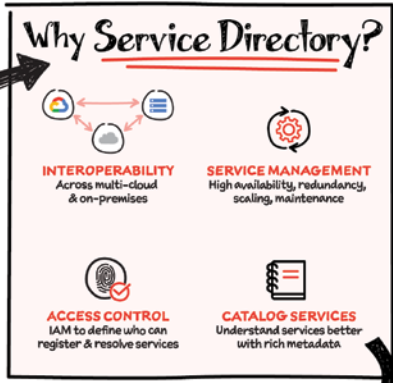 Why Service Directory?
INTEROPERABILITY
Across multi-cloud
& on-premises
SERVICE MANAGEMENT
High availability, redundancy,
scaling, maintenance
ACCESS CONTROL
IAM to define who can
register & resolve services
CATALOG SERVICES
Understand services better
with rich metadata